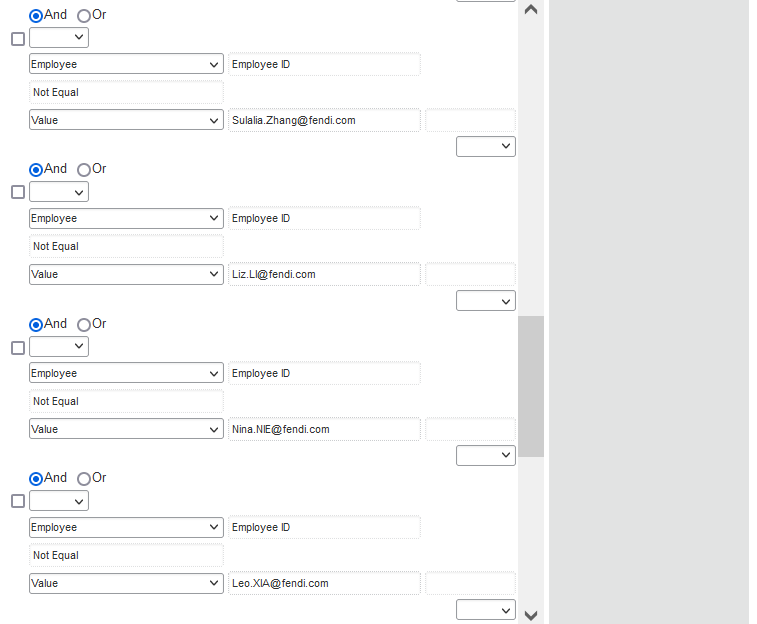 And Or
Employee Employee ID
Not Equal
Value Sulalia.Zhang@fendi.com
And Or
Employee Employee ID
Not Equal
Value Liz.LI@fendi.com
And Or
Employee Employee ID
Not Equal
Value Nina.NIE@fendi.com
And Or
Employee Employee ID
Not Equal
Value Leo.XIA@fendi.com